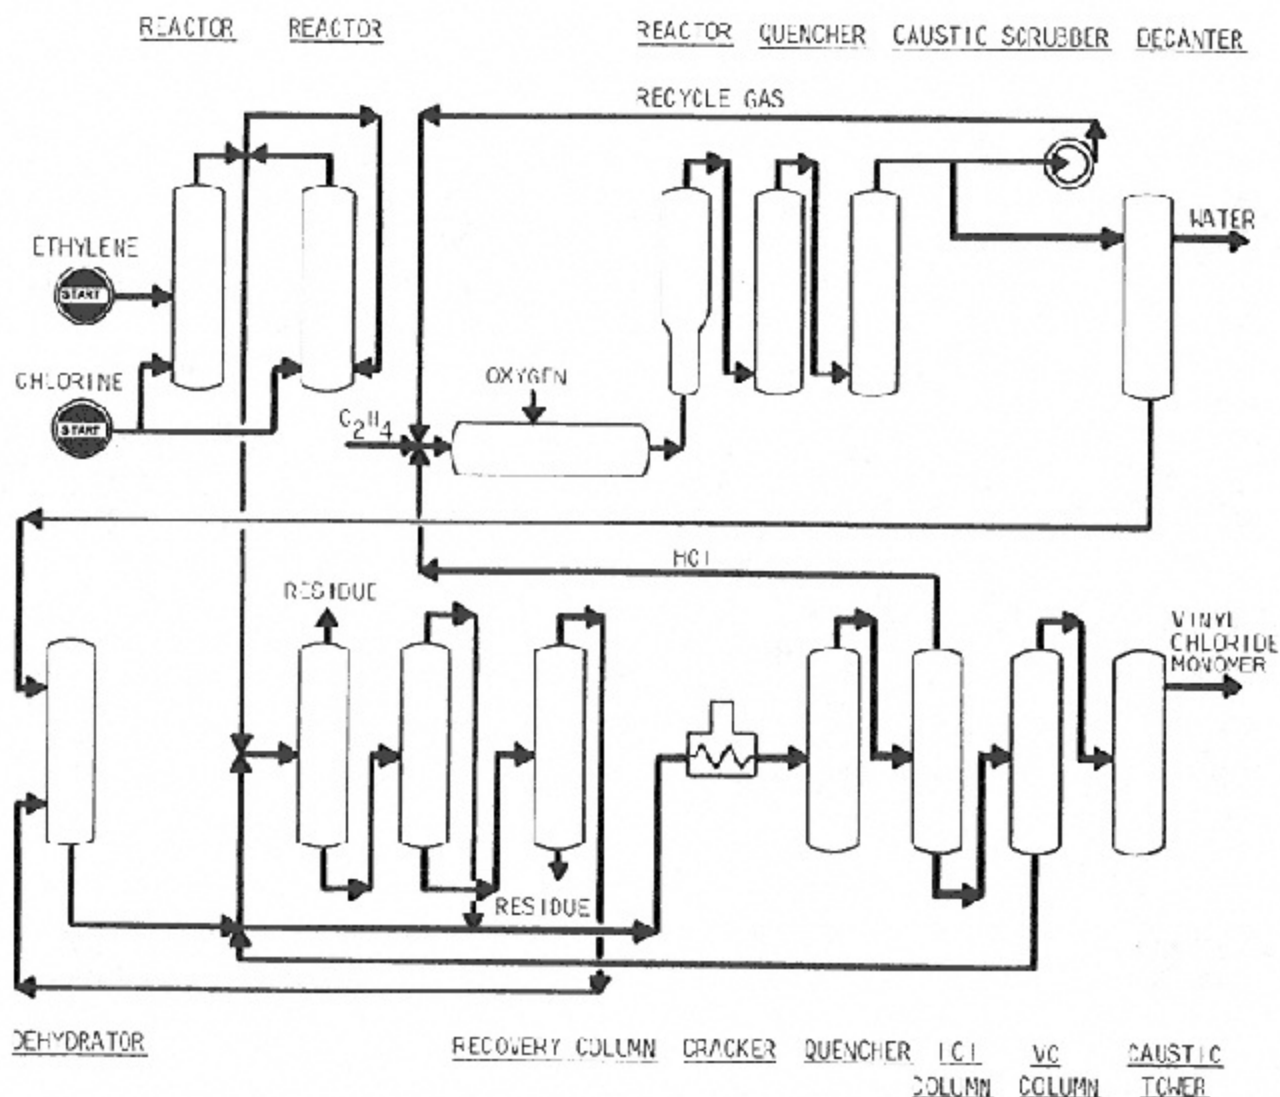 REACTOR REACTOR REACTOR QUENCHER CAUSTIC SCRUBBER DECANTER
RECYCLE GAS
WATER
ETHYLENE
START
CHLORINE
START
OXYGEN
C2H4
HCl
RESIDUE
VINYL
CHLORIDE
MONOMER
RESIDUE
DEHYDRATOR RECOVERY COLUMN CRACKER QUENCHER HCl VC CAUSTIC
COLUMN COLUMN TOWER